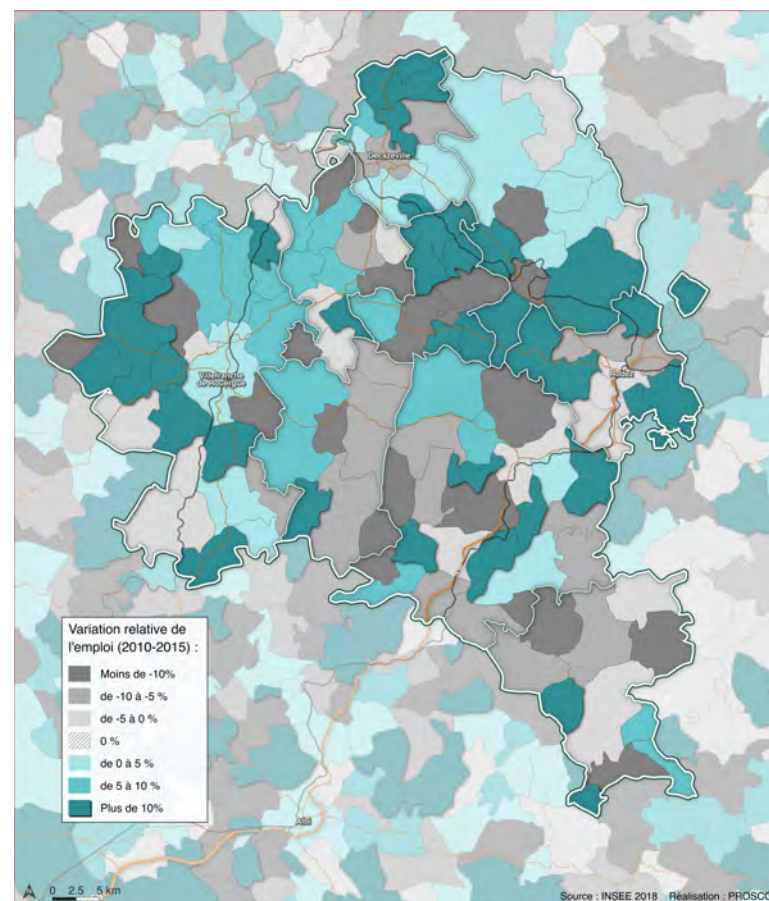 Decazeville
Villefranche
de Rouergue
Rodez
Variation relative de
l'emploi (2010-2015) :
Moins de -10%
de -10 à -5 %
de -5 à 0 %
0 %
de 0 à 5 %
de 5 à 10 %
Plus de 10%
Albi
0 2.5 5 km
Source : INSEE 2018 Réalisation : PROSCO